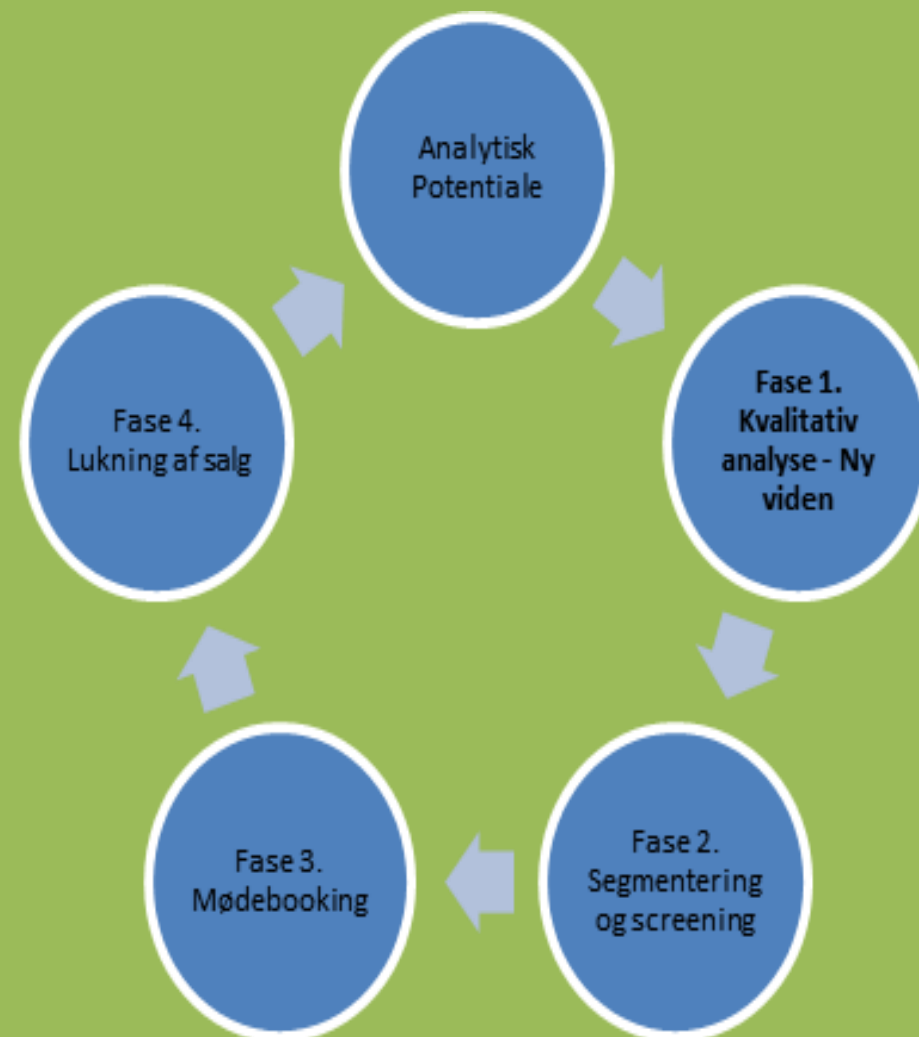 Analytisk
Potentiale
Fase 1.
Kvalitativ
analyse - Ny
viden
Fase 2.
Segmentering
og screening
Fase 3.
Mødebooking
Fase 4.
Lukning af salg